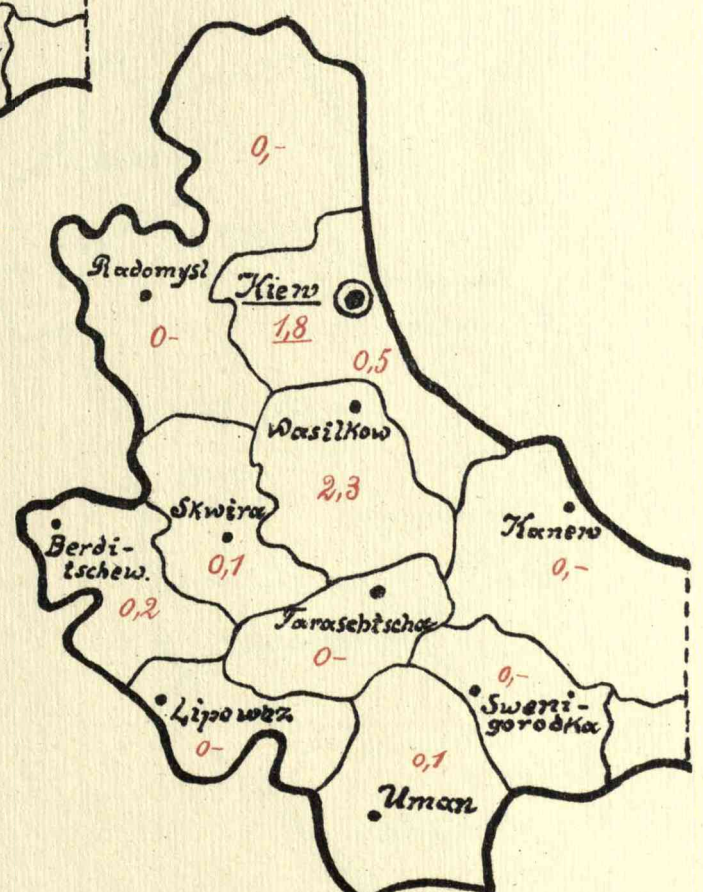 0,-
Radomysl
0-
Kiew
1,8
0,5
Wasilkow
2,3
Skwira
0,1
Berdi-
tschew.
0,2
Kanew
0,-
Taraschtscha
0-
0,-
Sweni-
gorodka
Lipowez
0-
0,1
Uman